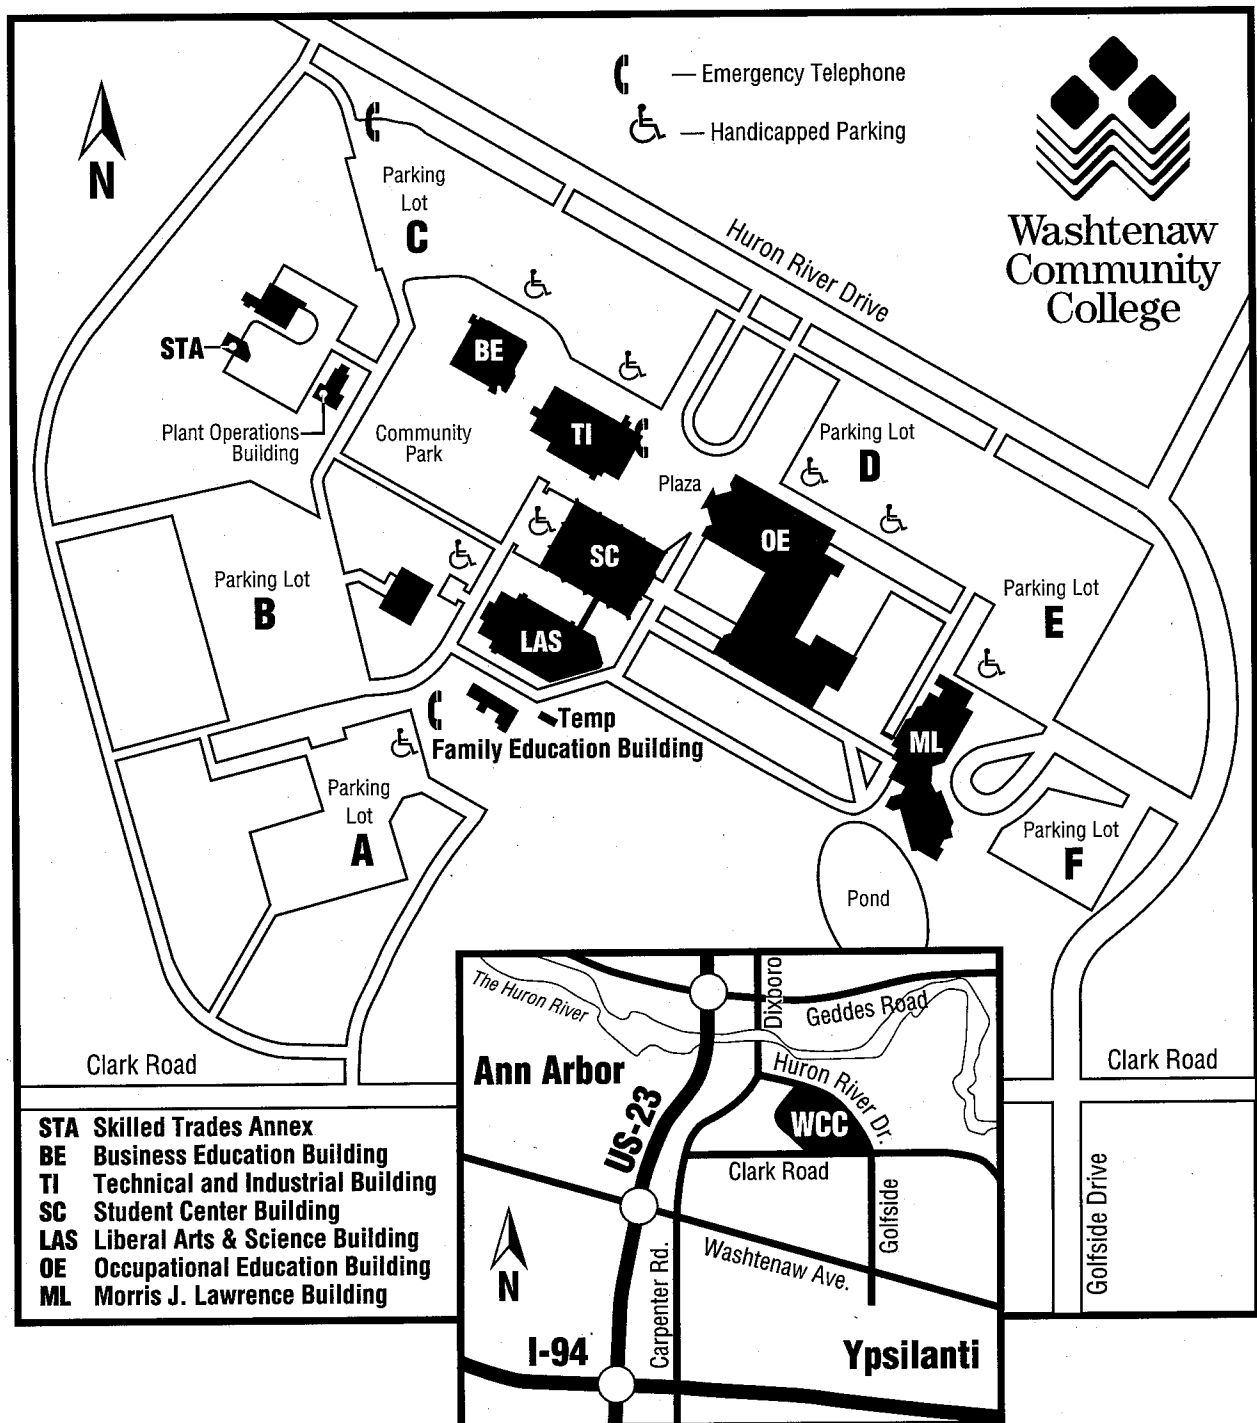 — Emergency Telephone
— Handicapped Parking
Washtenaw
Community
College
N
Parking
Lot
C
Huron River Drive
STA
BE
TI
Plant Operations
Building
Community
Park
Plaza
Parking Lot
D
OE
SC
Parking Lot
B
LAS
Parking Lot
E
Temp
Family Education Building
ML
Parking
Lot
A
Parking Lot
F
Pond
Clark Road
Clark Road
Golfside Drive
STA Skilled Trades Annex
BE Business Education Building
TI Technical and Industrial Building
SC Student Center Building
LAS Liberal Arts & Science Building
OE Occupational Education Building
ML Morris J. Lawrence Building
The Huron River
Dixboro
Geddes Road
Ann Arbor
US-23
Huron River Dr.
WCC
Clark Road
Golfside
Washtenaw Ave.
Carpenter Rd.
N
I-94
Ypsilanti